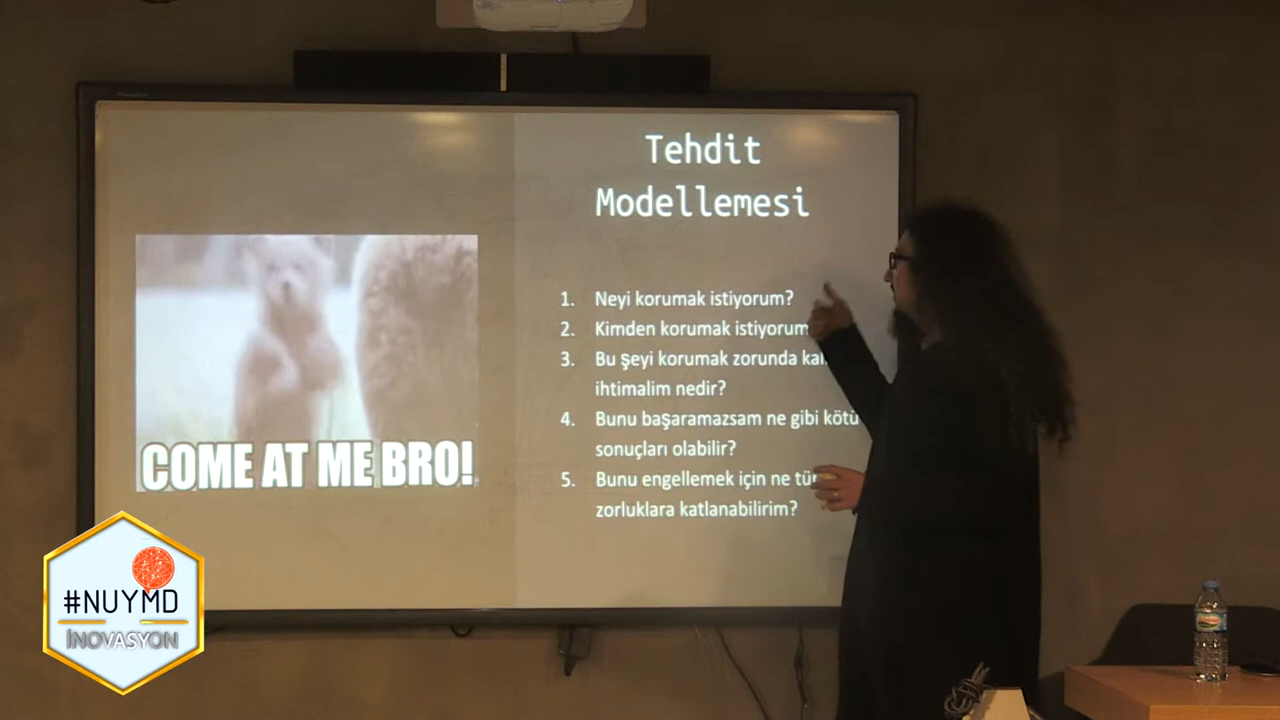 Tehdit
Modellemesi
1. Neyi korumak istiyorum?
2. Kimden korumak istiyorum
3. Bu şeyi korumak zorunda
ihtimalim nedir?
4. Bunu başaramazsam ne gibi kötü
sonuçları olabilir?
5. Bunu engellemek için ne
zorluklara katlanabilirim?
COME AT ME BRO!
#NUYMD
İNOVASYON